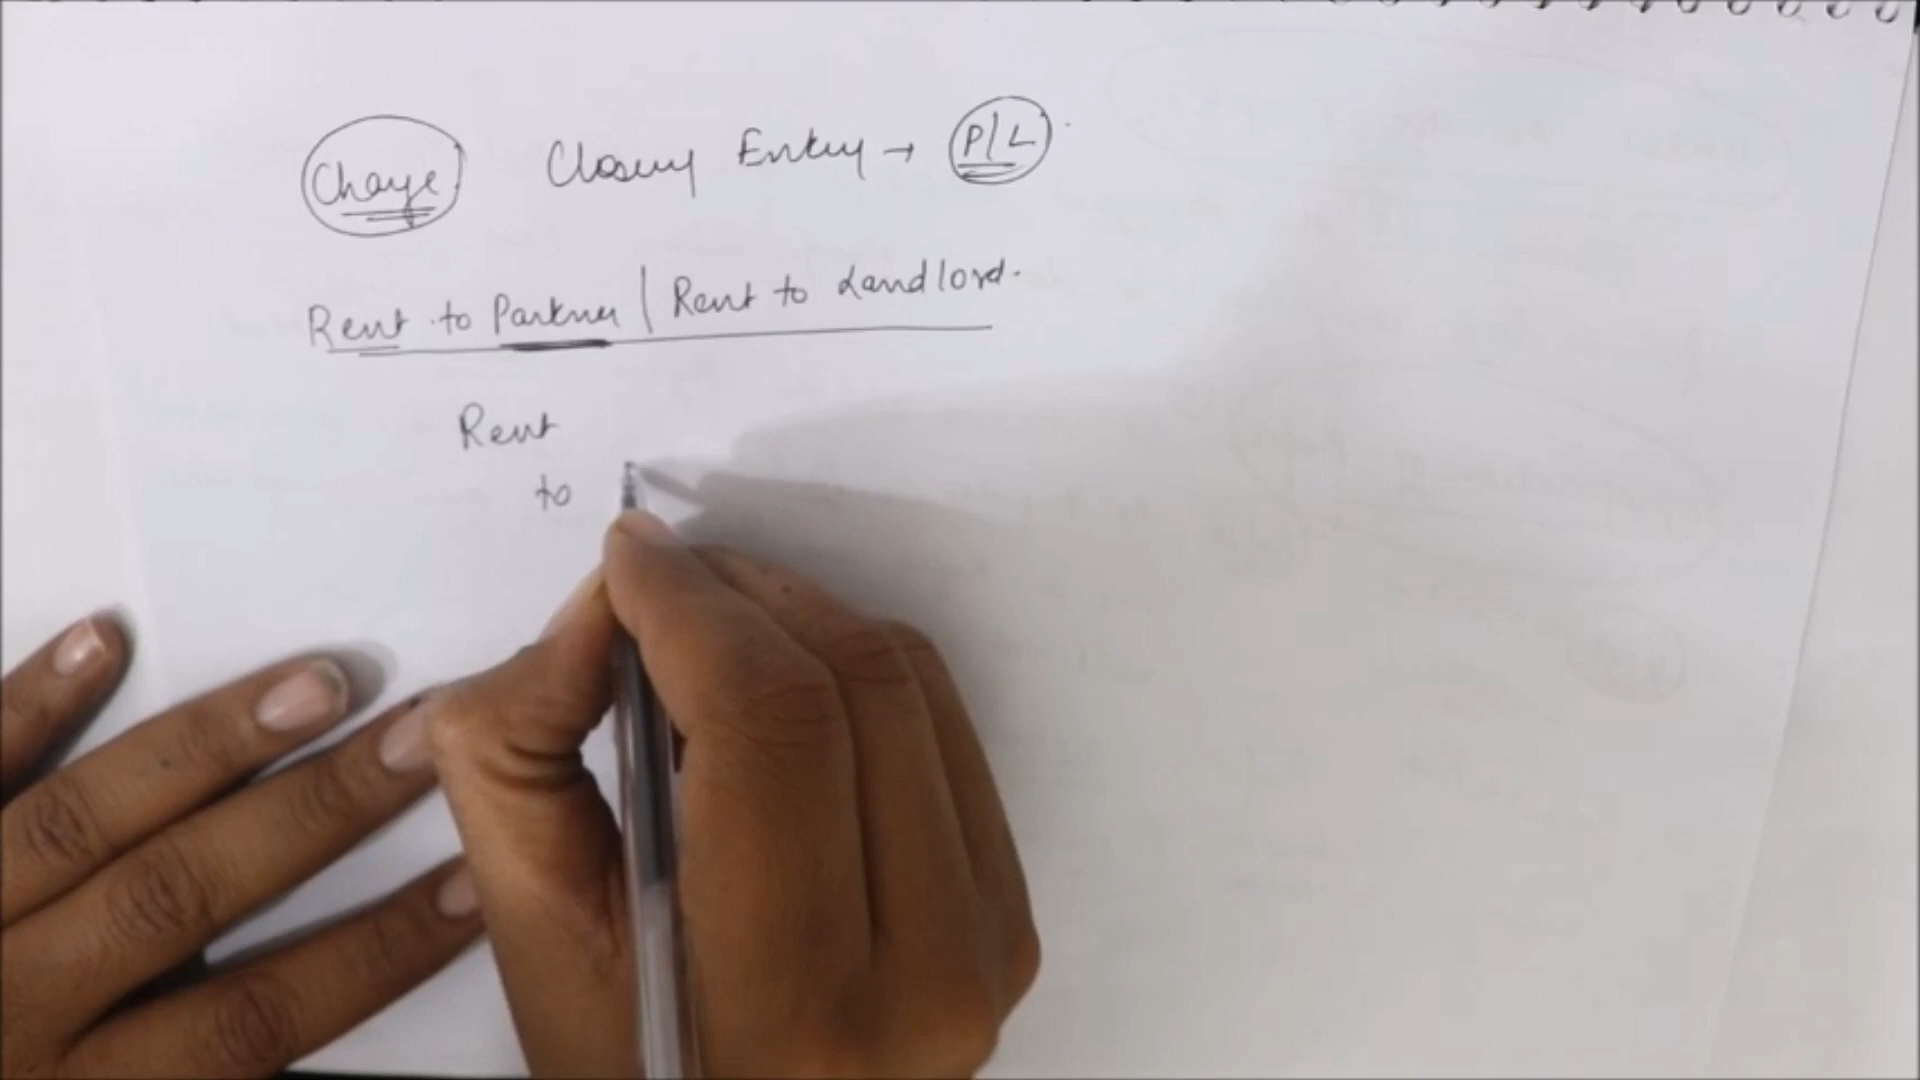 Charge Closing Entry → P/L
Rent to Partner | Rent to Landlord.
Rent
to